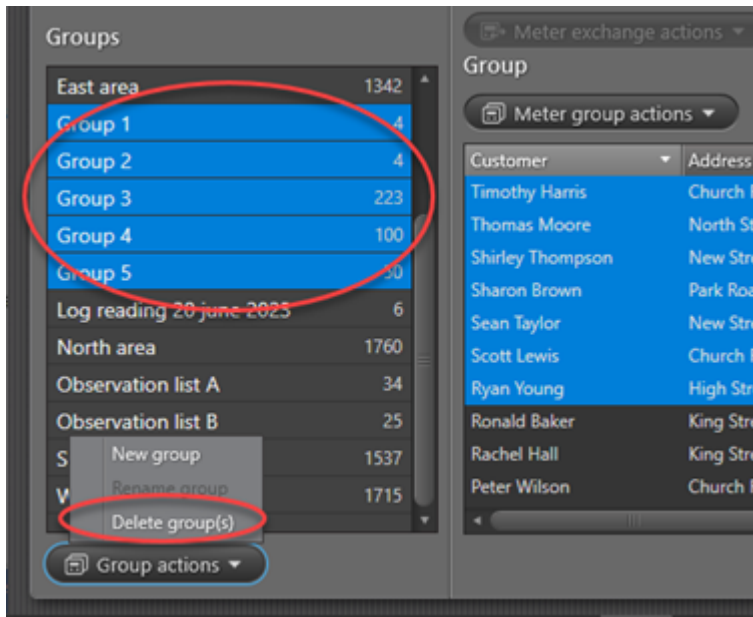 Groups
East area 1342
Group 1 4
Group 2 4
Group 3 223
Group 4 100
Group 5
Log reading 20 june 2025 6
North area 1760
Observation list A 34
Observation list B 25
S 1537
W 1715
New group
Rename group
Delete group(s)
Group actions
Meter exchange actions
Group
Meter group actions
Customer Address
Timothy Harris Church
Thomas Moore North St
Shirley Thompson New Stre
Sharon Brown Park Roa
Sean Taylor New Stre
Scott Lewis Church
Ryan Young High Str
Ronald Baker King Stre
Rachel Hall King Stre
Peter Wilson Church